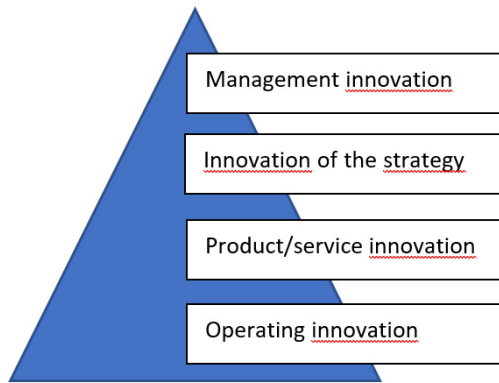 Management innovation
Innovation of the strategy
Product/service innovation
Operating innovation